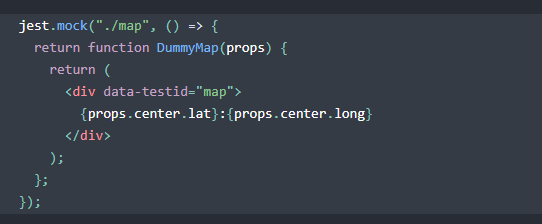 jest.mock("./map", () => {
return function DummyMap(props) {
return (
<div data-testid="map">
{props.center.lat}:{props.center.long}
</div>
);
};
});